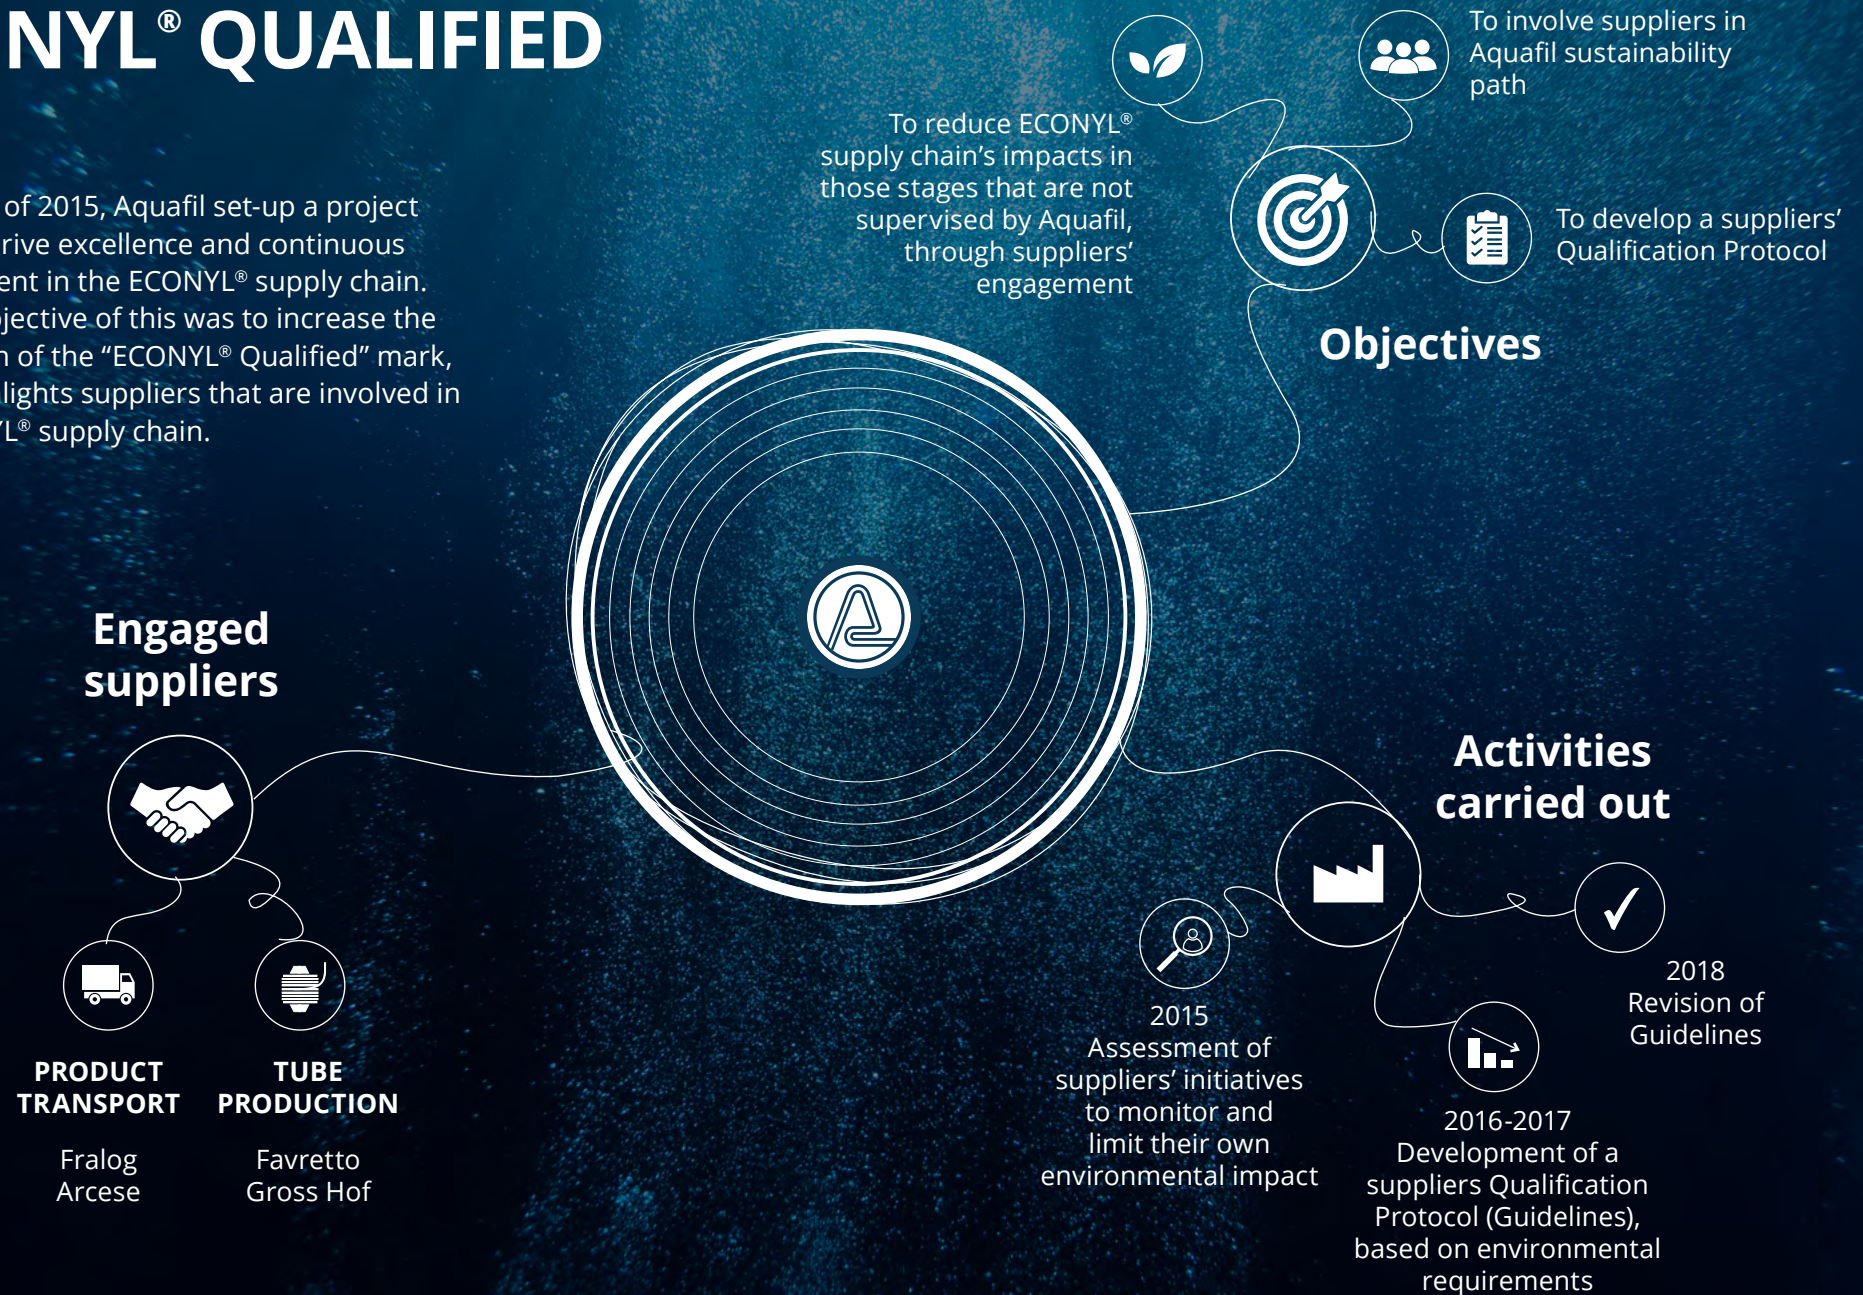 NYL® QUALIFIED
of 2015, Aquafil set-up a project
rive excellence and continuous
ent in the ECONYL® supply chain.
jective of this was to increase the
n of the “ECONYL® Qualified” mark,
lights suppliers that are involved in
YL® supply chain.
To reduce ECONYL®
supply chain’s impacts in
those stages that are not
supervised by Aquafil,
through suppliers’
engagement
To involve suppliers in
Aquafil sustainability
path
To develop a suppliers’
Qualification Protocol
Objectives
Engaged
suppliers
PRODUCT
TRANSPORT
Fralog
Arcese
TUBE
PRODUCTION
Favretto
Gross Hof
Activities
carried out
2015
Assessment of
suppliers’ initiatives
to monitor and
limit their own
environmental impact
2016-2017
Development of a
suppliers Qualification
Protocol (Guidelines),
based on environmental
requirements
2018
Revision of
Guidelines